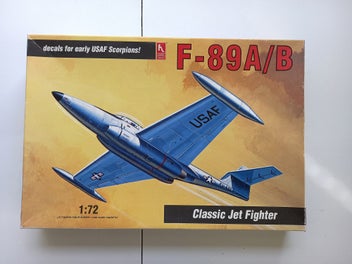 decals for early USAF Scorpions!
F-89A/B
USAF
1:72
Classic Jet Fighter